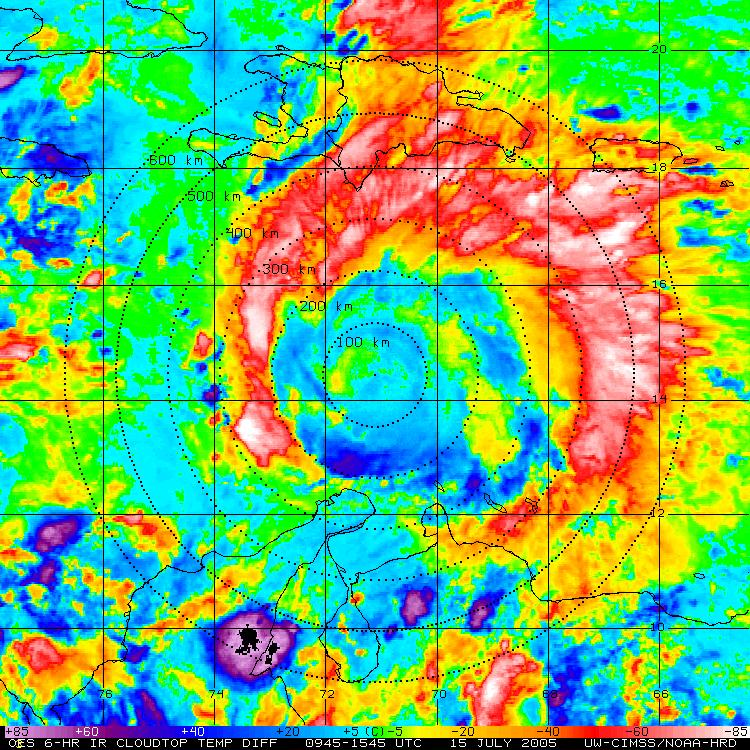 20
600 km
18
500 km
400 km
300 km
16
200 km
100 km
14
12
10
76 74 72 70 68 66
+85 +60 +40 +20 +5 (C) -5 -20 -40 -60 -85
OES 6-HR IR CLOUDTOP TEMP DIFF 0945-1545 UTC 15 JULY 2005 UW-CIMSS/NOAA-HRD